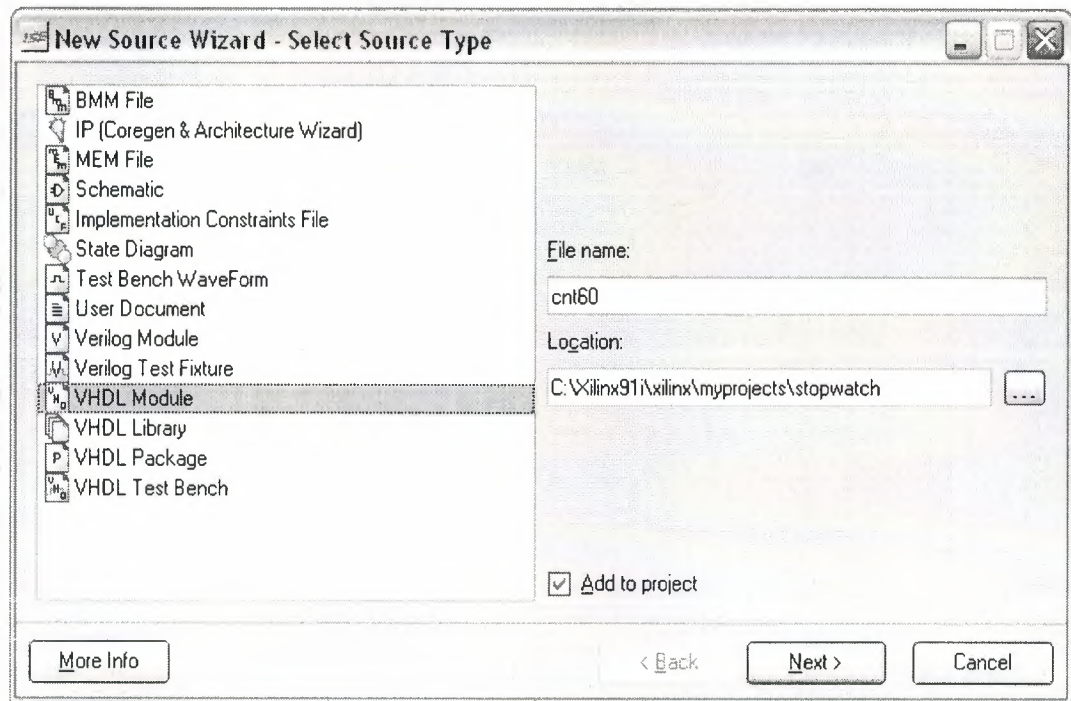 New Source Wizard - Select Source Type
BMM File
IP (Coregen & Architecture Wizard)
MEM File
Schematic
Implementation Constraints File
State Diagram
Test Bench WaveForm
User Document
Verilog Module
Verilog Test Fixture
VHDL Module
VHDL Library
VHDL Package
VHDL Test Bench
File name:
cnt60
Location:
C:\Xilinx91i\xilinx\myprojects\stopwatch
...
Add to project
More Info
< Back
Next >
Cancel